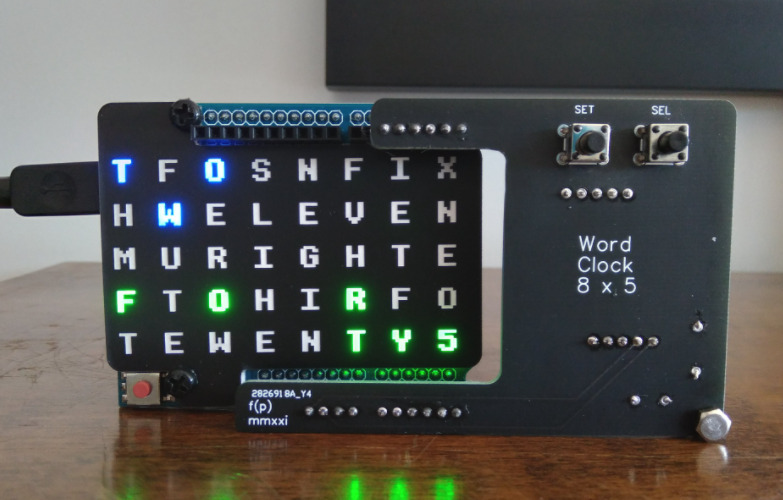 SET SEL
T F O S N F I X
H W E L E V E N
M U R I G H T E
F T O H I R F O
T E W E N T Y 5
Word
Clock
8 x 5
2826918A_Y4
f(p)
mmxxi